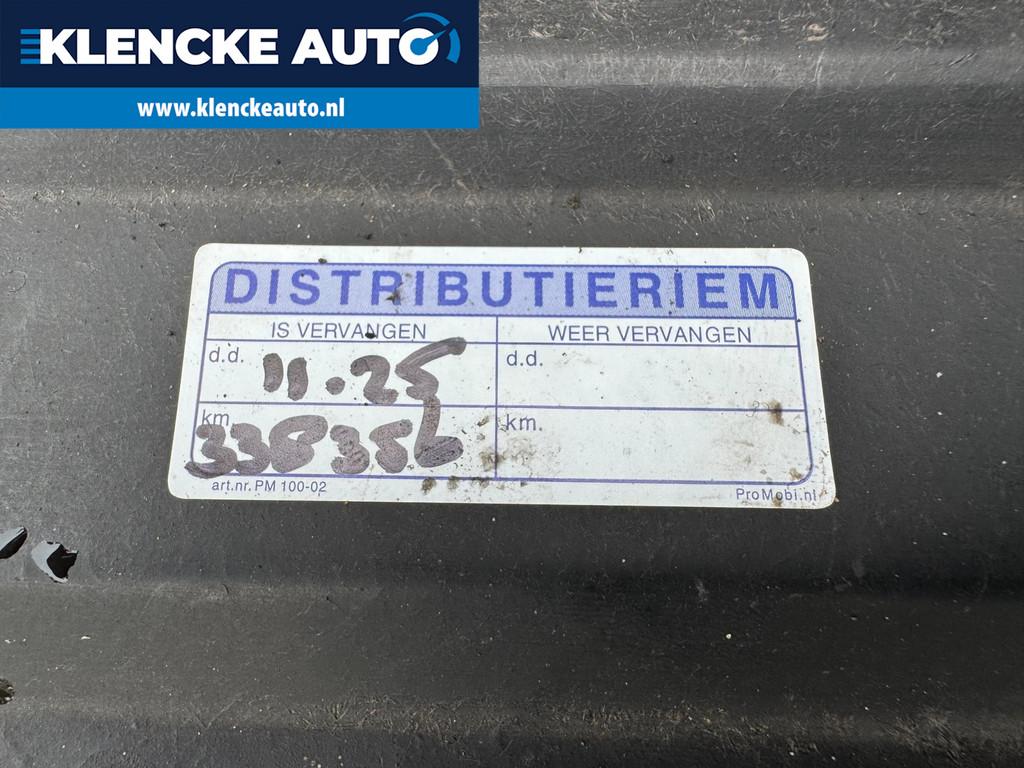 KLENCKE AUTO
www.klenckeauto.nl
DISTRIBUTIERIEM
IS VERVANGEN
WEER VERVANGEN
d.d. 11.25
d.d.
km. 338356
km.
art.nr. PM 100-02
ProMobi.nl